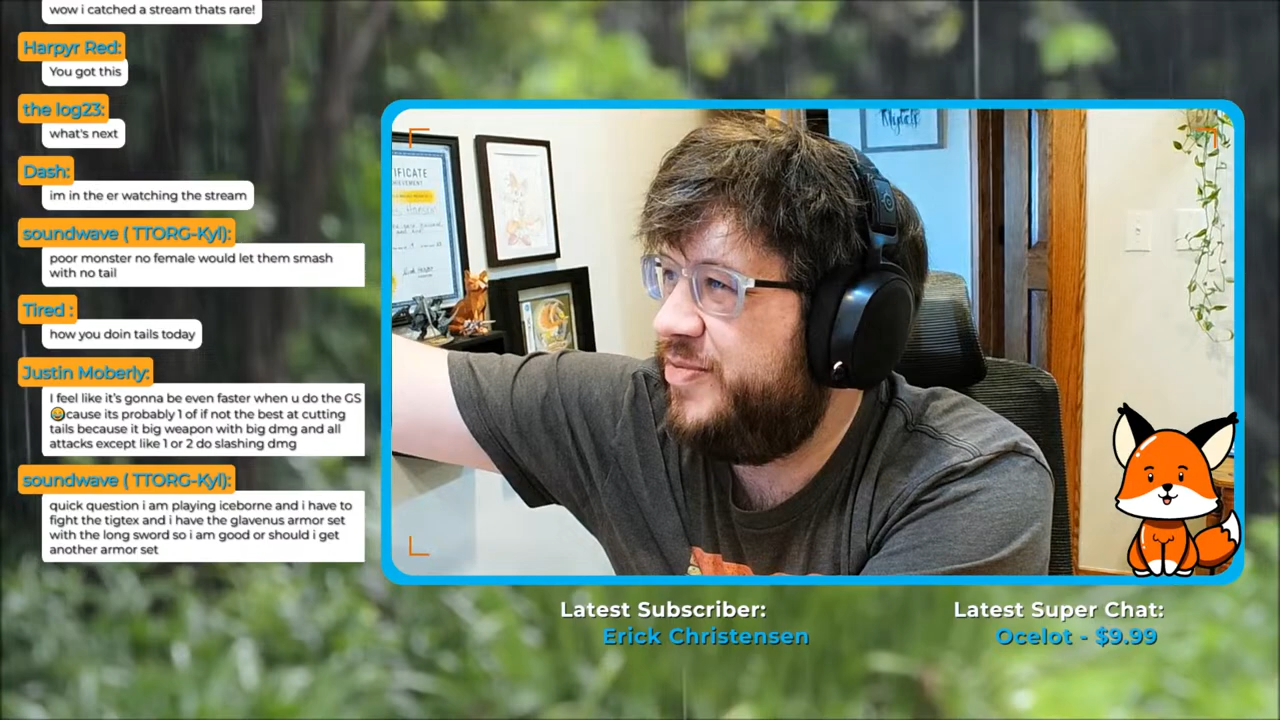 wow i catched a stream thats rare!
Harpyr Red:
You got this
the log23:
what's next
Dash:
im in the er watching the stream
soundwave ( TTORG-Kyl):
poor monster no female would let them smash
with no tail
Tired :
how you doin tails today
Justin Moberly:
I feel like it's gonna be even faster when u do the GS
😂cause its probably 1 of if not the best at cutting
tails because it big weapon with big dmg and all
attacks except like 1 or 2 do slashing dmg
soundwave ( TTORG-Kyl):
quick question i am playing iceborne and i have to
fight the tigtex and i have the glavenus armor set
with the long sword so i am good or should i get
another armor set
Latest Subscriber:
Erick Christensen
Latest Super Chat:
Ocelot - $9.99